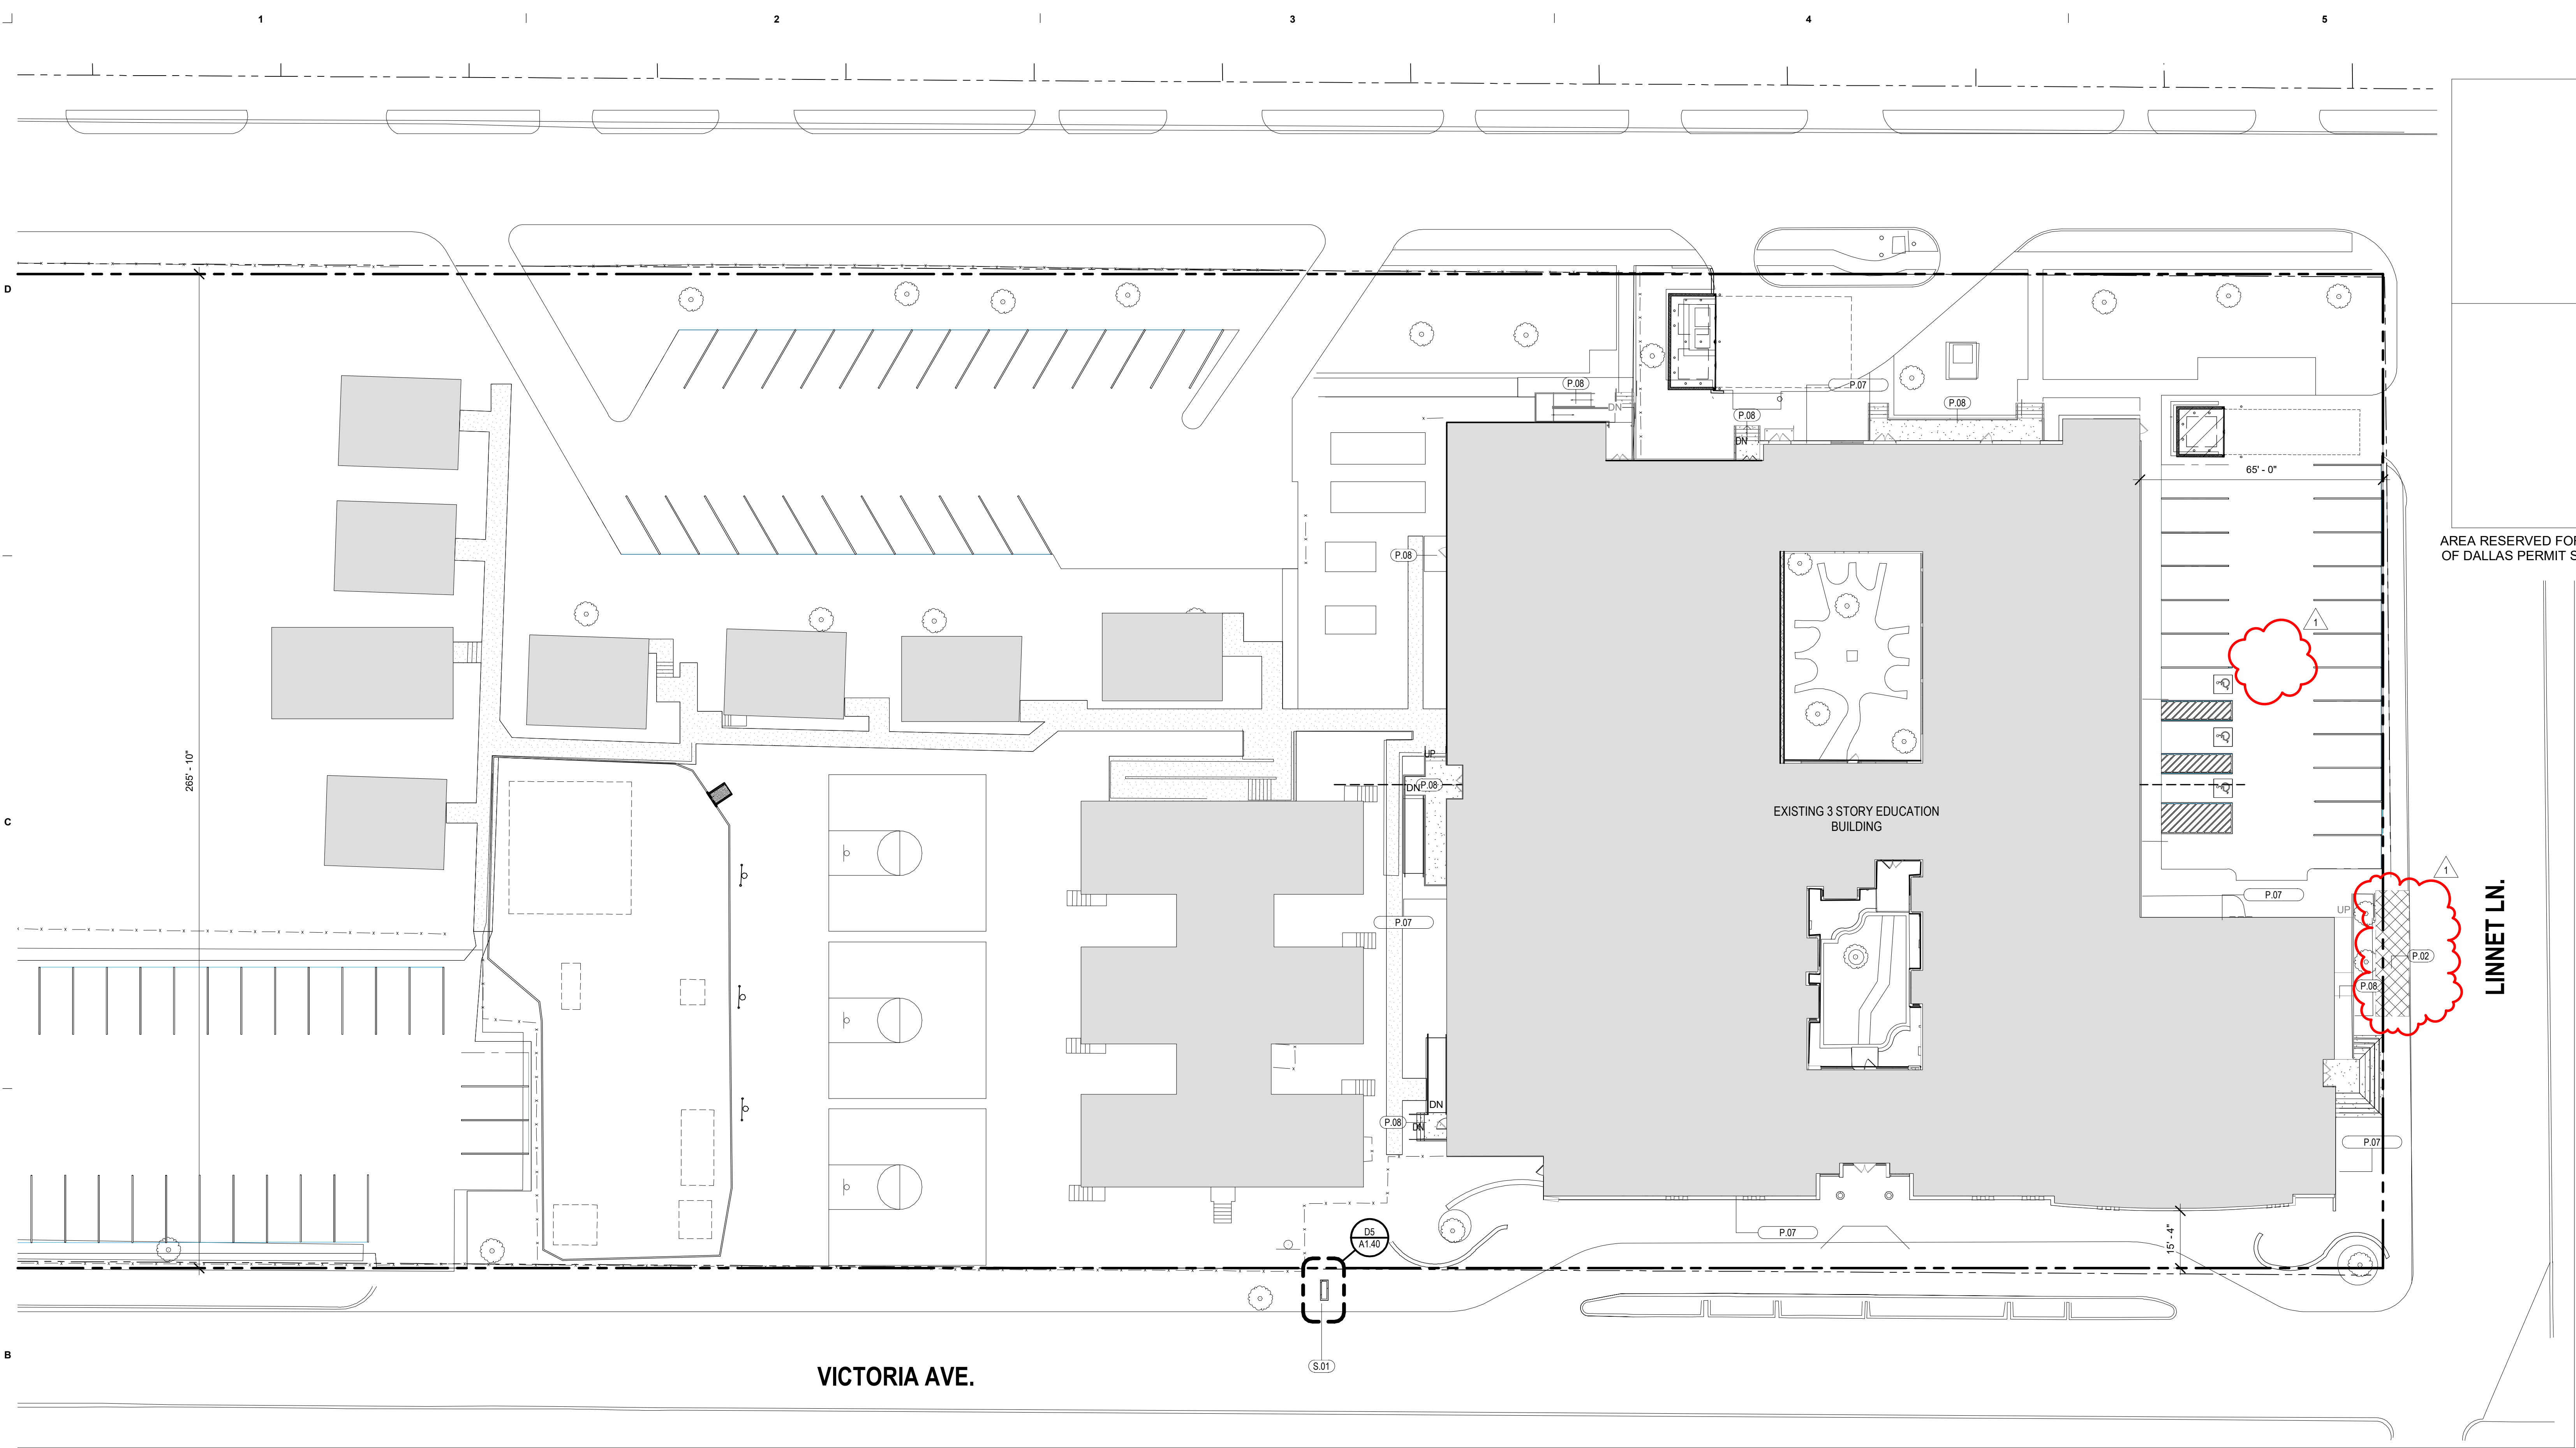 1
2
3
4
5
D
P.08
DN
P.07
P.08
P.08
DN
65' - 0"
AREA RESERVED FO
OF DALLAS PERMIT S
P.08
1
265' - 10"
UP
DN
P.08
EXISTING 3 STORY EDUCATION
BUILDING
C
1
P.07
UP
P.07
P.02
P.08
LINNET LN.
DN
P.08
DN
P.07
P.07
15' - 4"
D5
A1.40
B
S.01
VICTORIA AVE.